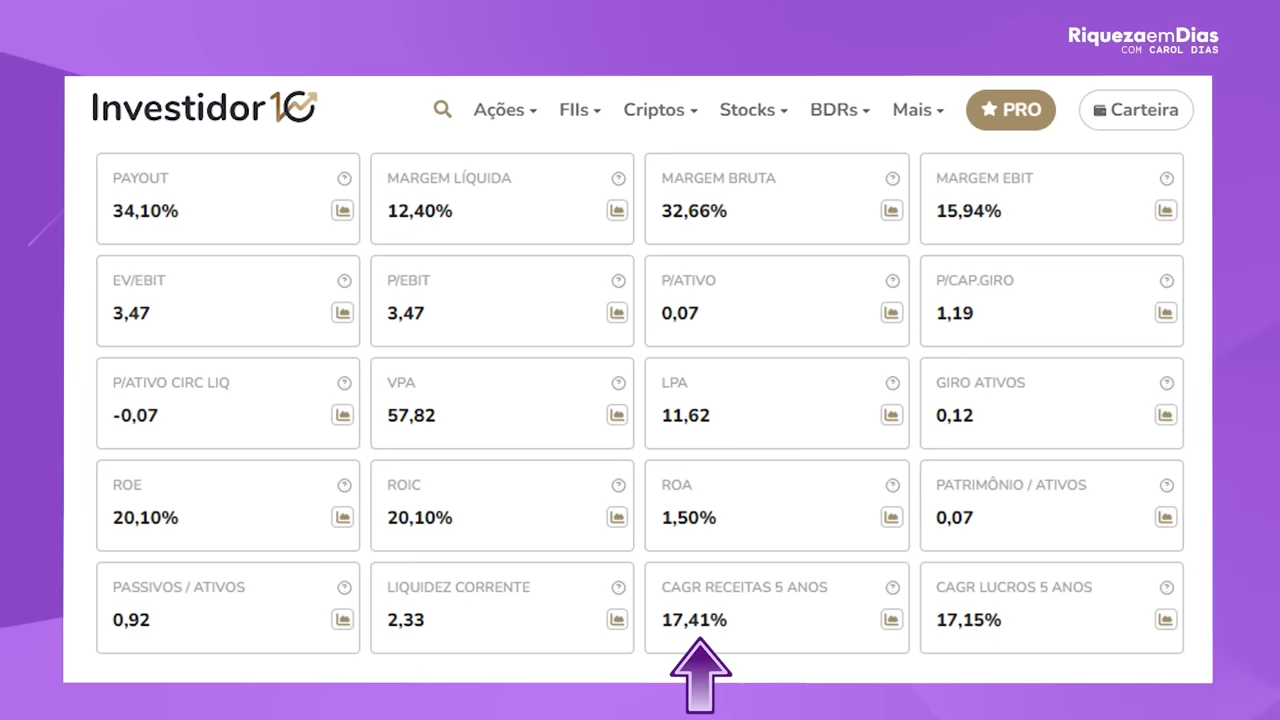 RiquezaemDias
COM CAROL DIAS
Investidor 10
Ações FIIs Criptos Stocks BDRs Mais PRO Carteira
PAYOUT MARGEM LÍQUIDA MARGEM BRUTA MARGEM EBIT
34,10% 12,40% 32,66% 15,94%
EV/EBIT P/EBIT P/ATIVO P/CAP.GIRO
3,47 3,47 0,07 1,19
P/ATIVO CIRC LIQ VPA LPA GIRO ATIVOS
-0,07 57,82 11,62 0,12
ROE ROIC ROA PATRIMÔNIO / ATIVOS
20,10% 20,10% 1,50% 0,07
PASSIVOS / ATIVOS LIQUIDEZ CORRENTE CAGR RECEITAS 5 ANOS CAGR LUCROS 5 ANOS
0,92 2,33 17,41% 17,15%